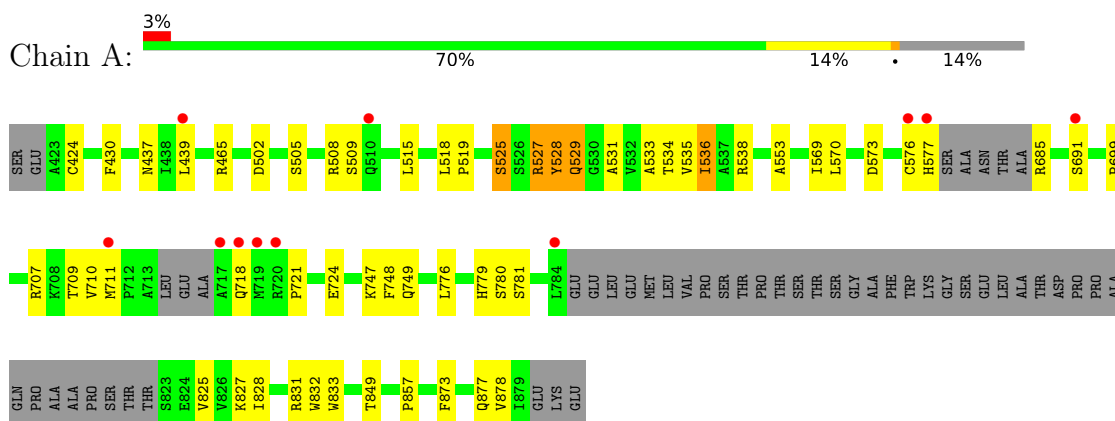 3%
Chain A:
70% 14% . 14%
SER GLU A423 C424 F430 N437 I438 L439 R465 D502 S505 R508 S509 Q510 L515 L518 P519 S525 S526 R527 Y528 Q529 G530 A531 V532 A533 T534 V535 I536 A537 R538 A553 I569 L570 D573 C576 H577 SER ALA ASN THR ALA R685 S691
R707 K708 T709 V710 M711 P712 A713 LEU GLU ALA A717 Q718 M719 R720 P721 E724 K747 F748 Q749 L776 H779 S780 S781 L784 GLU GLU LEU GLU MET LEU VAL PRO SER THR PRO THR SER THR SER GLY ALA PHE TRP LYS GLY SER GLU LEU ALA THR ASP PRO PRO ALA
GLN PRO ALA ALA PRO SER THR THR S823 E824 V825 V826 K827 I828 R831 W832 W833 T849 P857 F873 Q877 V878 I879 GLU LYS GLU